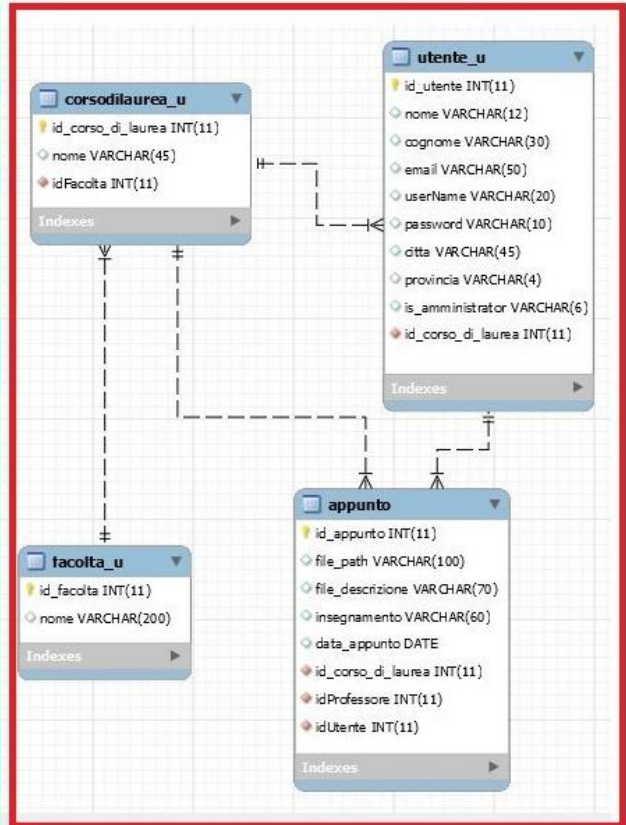 corsodilaurea_u
id_corso_di_laurea INT(11)
nome VARCHAR(45)
idFacolta INT(11)
Indexes
utente_u
id_utente INT(11)
nome VARCHAR(12)
cognome VARCHAR(30)
email VARCHAR(50)
userName VARCHAR(20)
password VARCHAR(10)
citta VARCHAR(45)
provincia VARCHAR(4)
is_amministrator VARCHAR(6)
id_corso_di_laurea INT(11)
Indexes
facolta_u
id_facolta INT(11)
nome VARCHAR(200)
Indexes
appunto
id_appunto INT(11)
file_path VARCHAR(100)
file_descrizione VARCHAR(70)
insegnamento VARCHAR(60)
data_appunto DATE
id_corso_di_laurea INT(11)
idProfessore INT(11)
idUtente INT(11)
Indexes